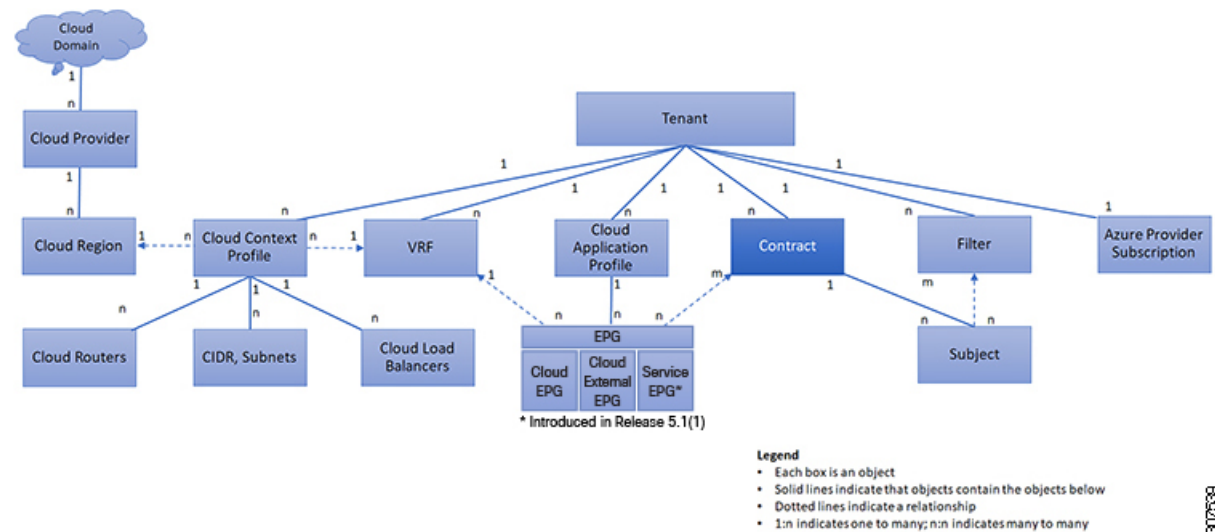 Cloud
Domain
1
n
Cloud Provider
1
n
Cloud Region
Tenant
1
1
1
1
1
1
n
n
n
n
n
1
1
n
Cloud Context
Profile
n
1
VRF
Cloud
Application
Profile
Contract
Filter
Azure Provider
Subscription
1
1
1
n
n
n
Cloud Routers
CIDR, Subnets
Cloud Load
Balancers
1
n
1
n
n
m
EPG
Cloud
EPG
Cloud
External
EPG
Service
EPG*
* Introduced in Release 5.1(1)
1
n
m
n
Subject
Legend
• Each box is an object
• Solid lines indicate that objects contain the objects below
• Dotted lines indicate a relationship
• 1:n indicates one to many; n:n indicates many to many
307539